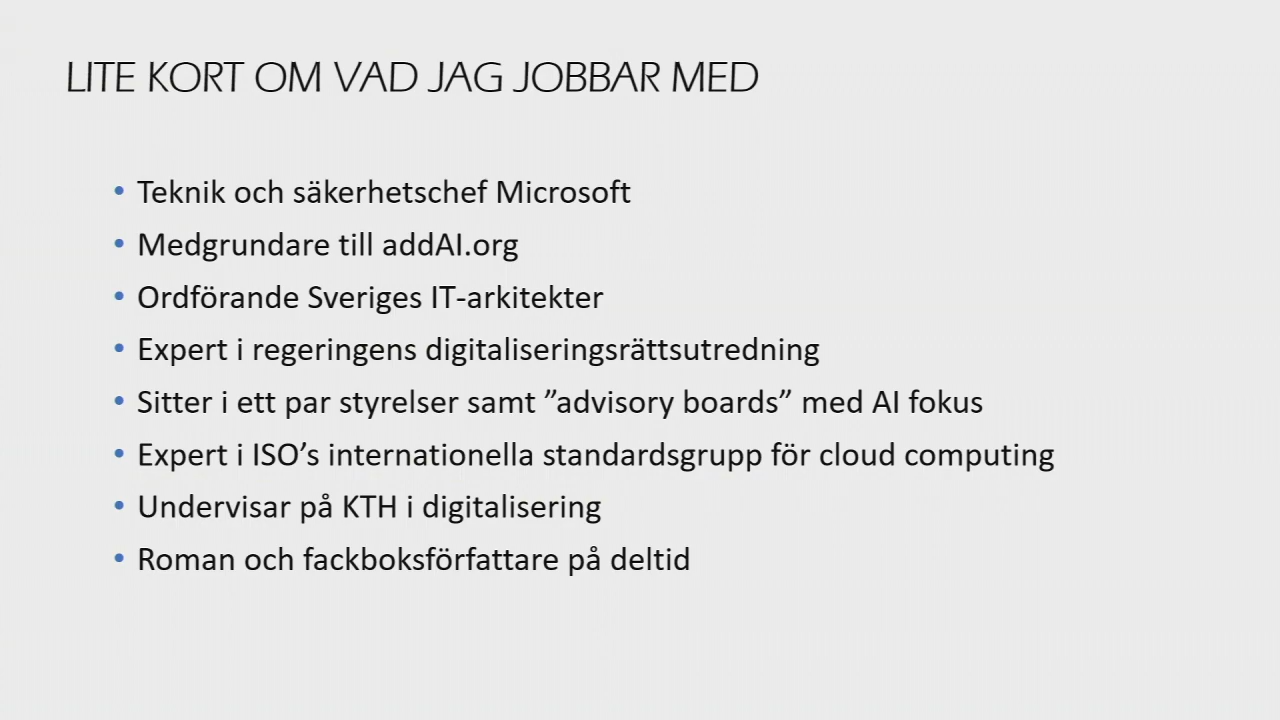 LITE KORT OM VAD JAG JOBBAR MED
• Teknik och säkerhetschef Microsoft
• Medgrundare till addAI.org
• Ordförande Sveriges IT-arkitekter
• Expert i regeringens digitaliseringsrättsutredning
• Sitter i ett par styrelser samt ”advisory boards” med AI fokus
• Expert i ISO’s internationella standardsgrupp för cloud computing
• Undervisar på KTH i digitalisering
• Roman och fackboksförfattare på deltid